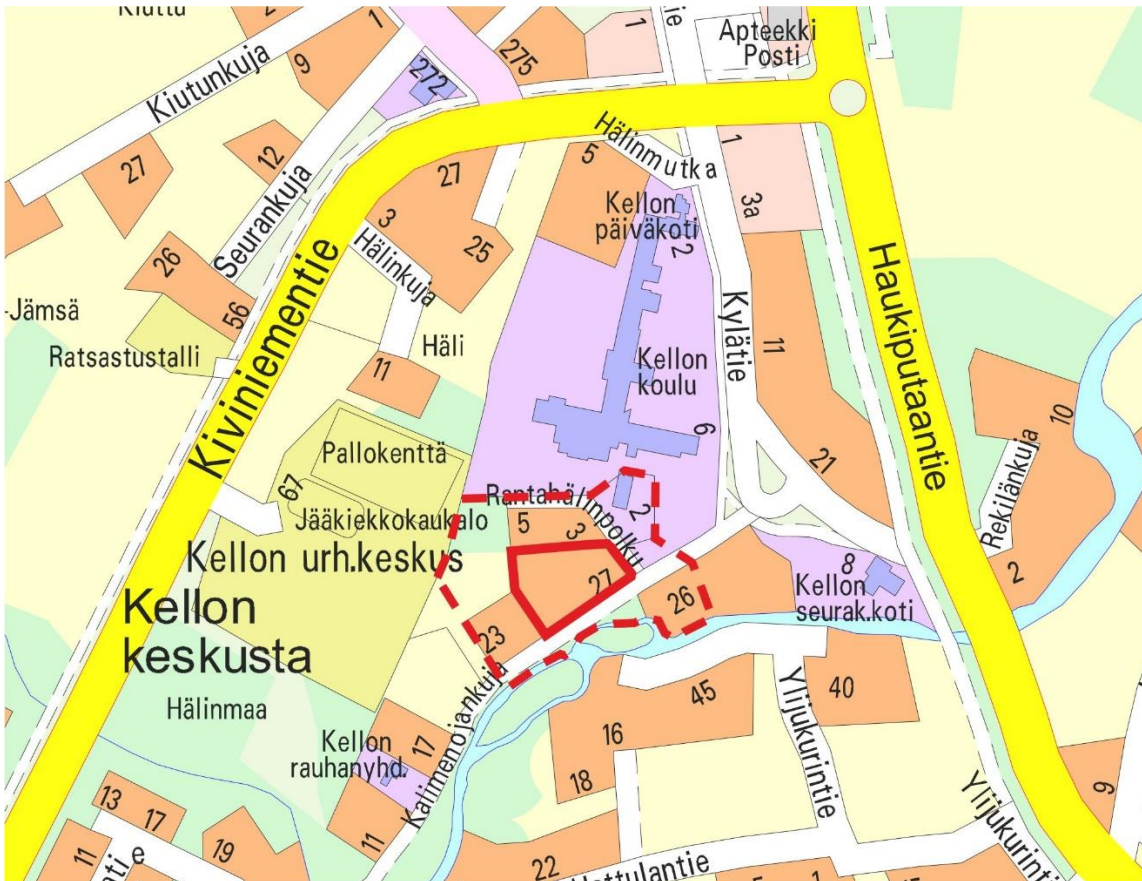 Kiuttu
1
Kiutunkuja
9
27
12
272
275
1
Apteekki
Posti
Hälinmutka
5
1
3a
27
3
25
Hälinkuja
Seurankuja
26
56
-Jämsä
Ratsastustalli
Kiviniementie
Häli
11
Kellon
päiväkoti
2
Kylätie
11
Haukiputaantie
Kellon
koulu
6
21
10
Rekilänkuja
2
Pallokenttä
67
Jääkiekkokaukalo
Kellon urh.keskus
Kellon
keskusta
Hälinmaa
Rantahälinpolku
5
3
2
27
23
26
8
Kellon
seurak.koti
Kalimenojankuja
17
Kellon
rauhanyhd.
11
45
16
18
40
Ylijukurintie
Ylijukurinti
9
13
17
11
19
22